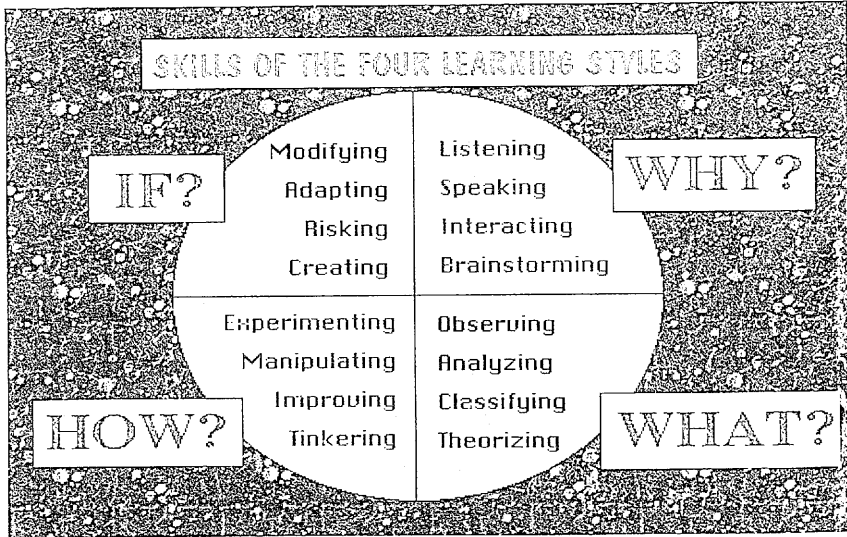 SKILLS OF THE FOUR LEARNING STYLES
IF?
Modifying
Adapting
Risking
Creating
WHY?
Listening
Speaking
Interacting
Brainstorming
HOW?
Experimenting
Manipulating
Improving
Tinkering
WHAT?
Observing
Analyzing
Classifying
Theorizing